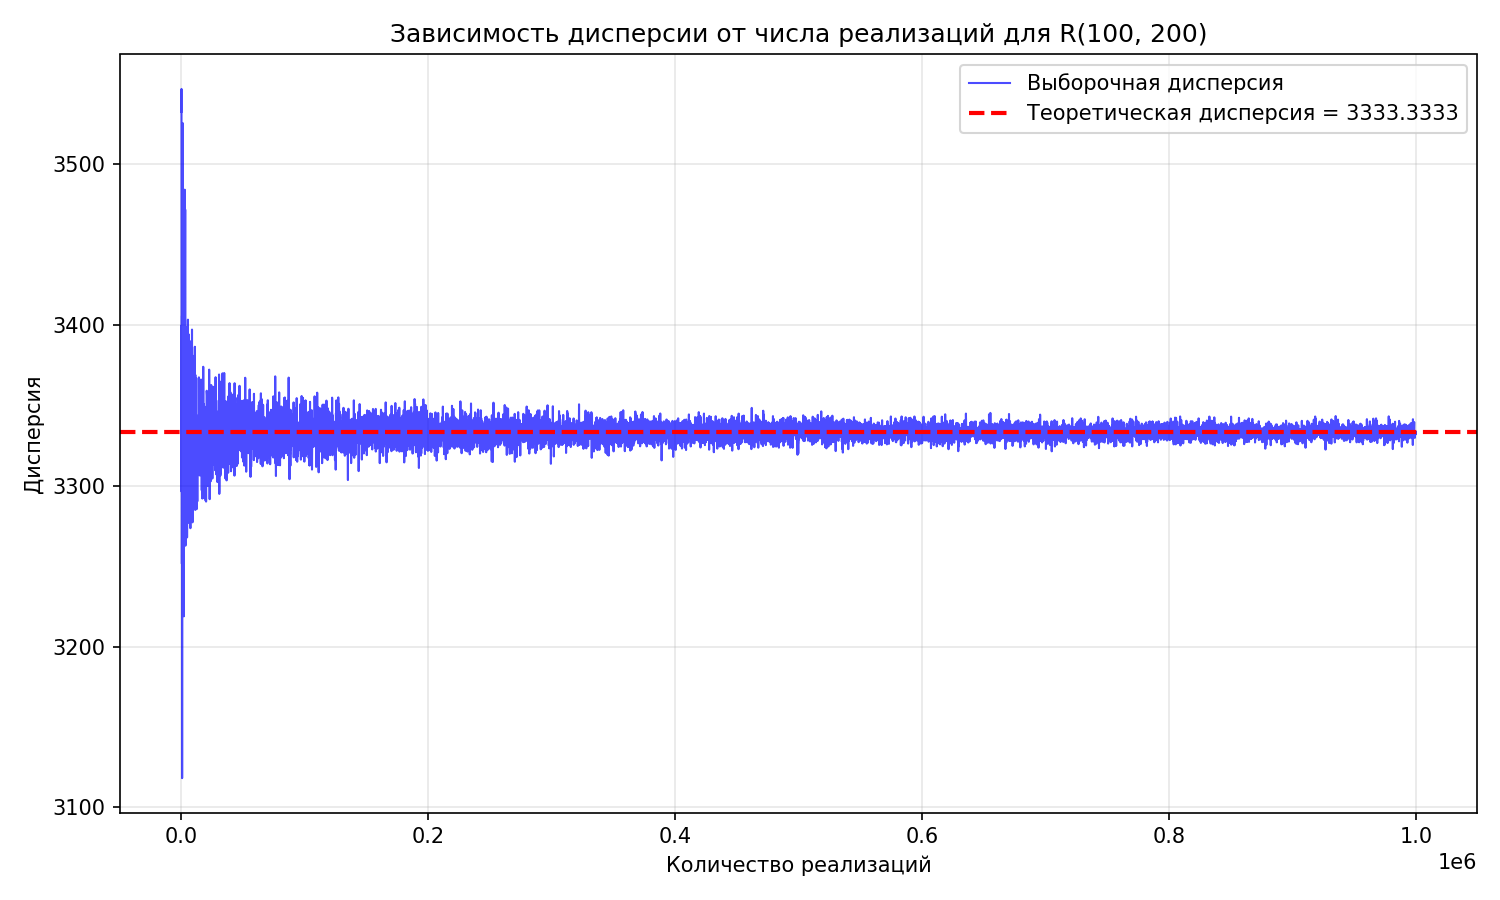 Зависимость дисперсии от числа реализаций для R(100, 200)
Выборочная дисперсия
Теоретическая дисперсия = 3333.3333
Дисперсия
3500
3400
3300
3200
3100
0.0 0.2 0.4 0.6 0.8 1.0
1e6
Количество реализаций